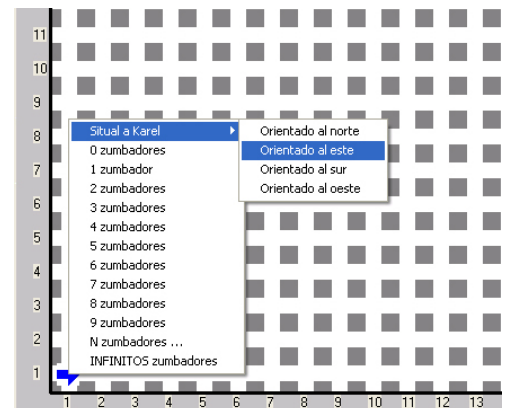 11
10
9
8
7
6
5
4
3
2
1
Situal a Karel
0 zumbadores
1 zumbador
2 zumbadores
3 zumbadores
4 zumbadores
5 zumbadores
6 zumbadores
7 zumbadores
8 zumbadores
9 zumbadores
N zumbadores ...
INFINITOS zumbadores
Orientado al norte
Orientado al este
Orientado al sur
Orientado al oeste
1 2 3 4 5 6 7 8 9 10 11 12 13